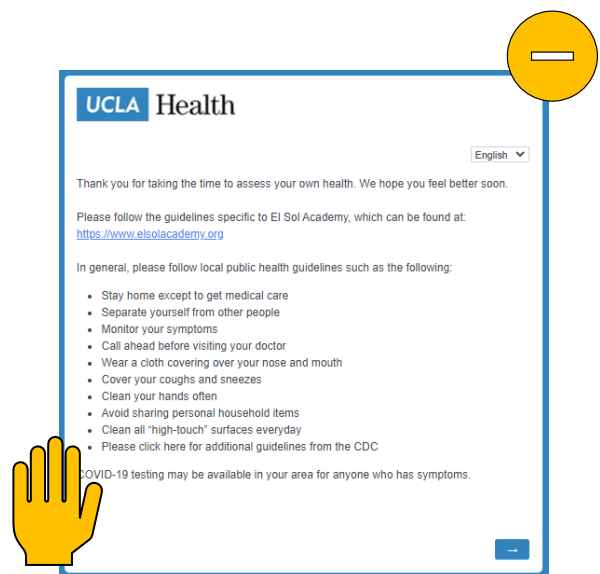 UCLA Health
English
Thank you for taking the time to assess your own health. We hope you feel better soon.
Please follow the guidelines specific to El Sol Academy, which can be found at:
https://www.elsolacademy.org
In general, please follow local public health guidelines such as the following:
• Stay home except to get medical care
• Separate yourself from other people
• Monitor your symptoms
• Call ahead before visiting your doctor
• Wear a cloth covering over your nose and mouth
• Cover your coughs and sneezes
• Clean your hands often
• Avoid sharing personal household items
• Clean all “high-touch” surfaces everyday
• Please click here for additional guidelines from the CDC
COVID-19 testing may be available in your area for anyone who has symptoms.
→